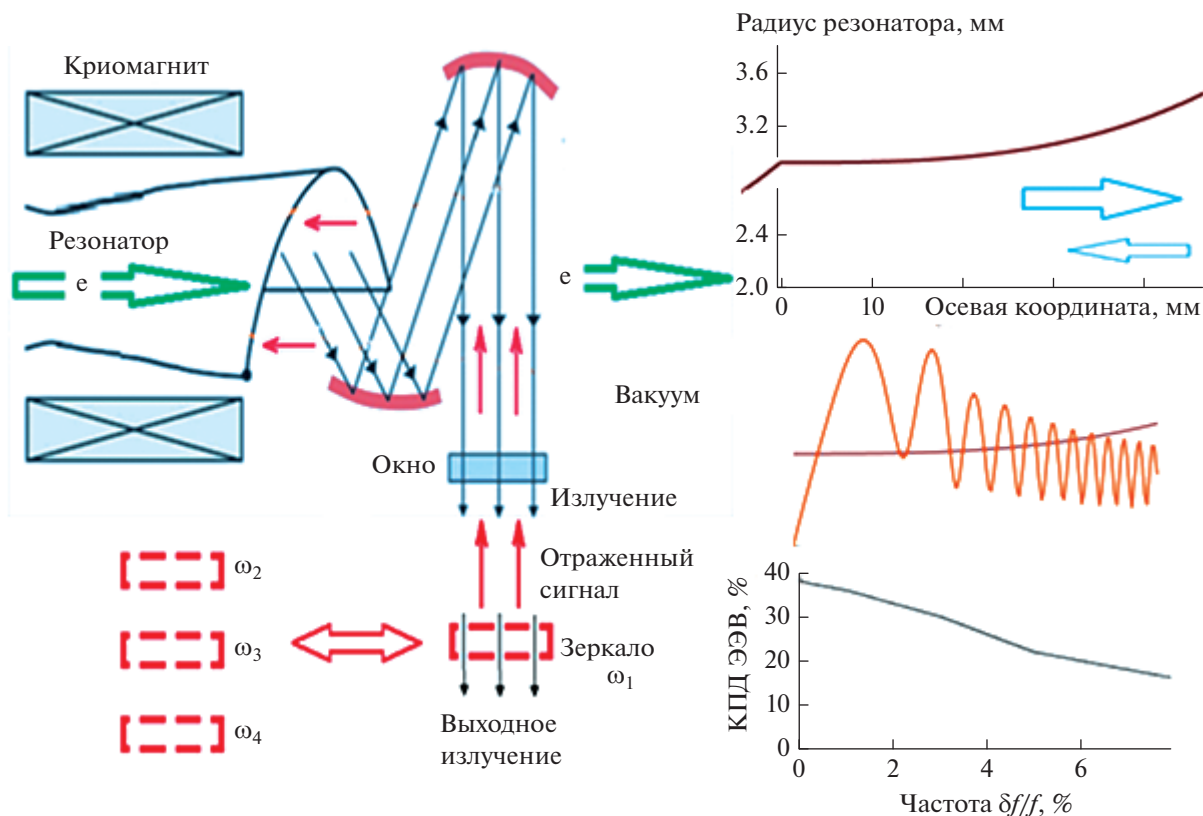 Криомагнит
Резонатор
e
e
Вакуум
Окно
Излучение
Отраженный
сигнал
Зеркало
ω1
ω2
ω3
ω4
Выходное
излучение
Радиус резонатора, мм
3.6
3.2
2.4
2.0
0
10
Осевая координата, мм
КПД ЭЭВ, %
40
30
20
10
0
0
2
4
6
Частота δf/f, %